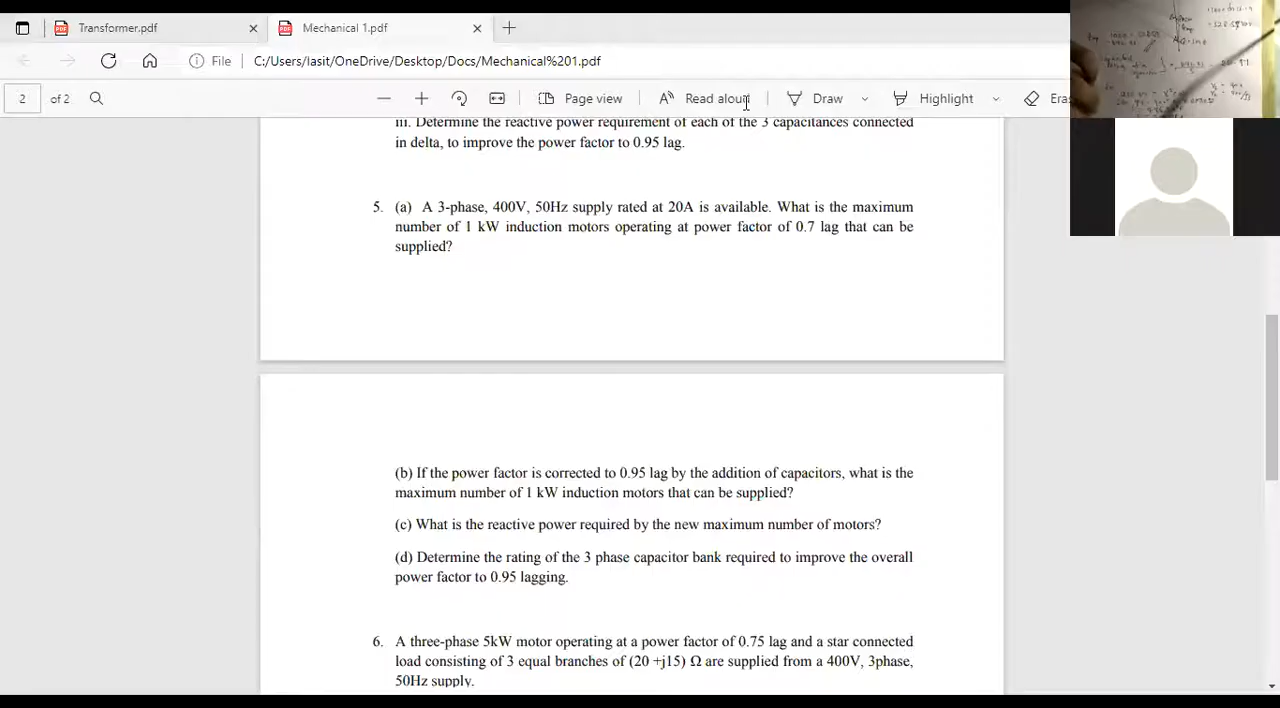 Transformer.pdf
Mechanical 1.pdf
File
C:/Users/lasit/OneDrive/Desktop/Docs/Mechanical%201.pdf
2
of 2
Page view
Read aloud
Draw
Highlight
Era
iii. Determine the reactive power requirement of each of the 3 capacitances connected
in delta, to improve the power factor to 0.95 lag.
5. (a) A 3-phase, 400V, 50Hz supply rated at 20A is available. What is the maximum
number of 1 kW induction motors operating at power factor of 0.7 lag that can be
supplied?
(b) If the power factor is corrected to 0.95 lag by the addition of capacitors, what is the
maximum number of 1 kW induction motors that can be supplied?
(c) What is the reactive power required by the new maximum number of motors?
(d) Determine the rating of the 3 phase capacitor bank required to improve the overall
power factor to 0.95 lagging.
6. A three-phase 5kW motor operating at a power factor of 0.75 lag and a star connected
load consisting of 3 equal branches of (20 +j15) Ω are supplied from a 400V, 3phase,
50Hz supply.